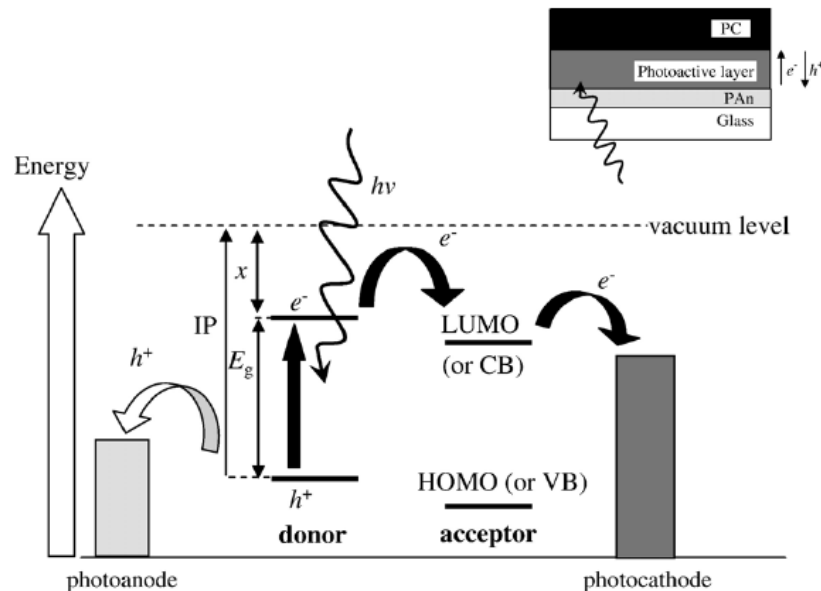 PC
Photoactive layer
e⁻
h⁺
PAn
Glass
Energy
hν
vacuum level
x
e⁻
e⁻
e⁻
IP
LUMO
(or CB)
h⁺
E_g
HOMO (or VB)
h⁺
donor
acceptor
photoanode
photocathode